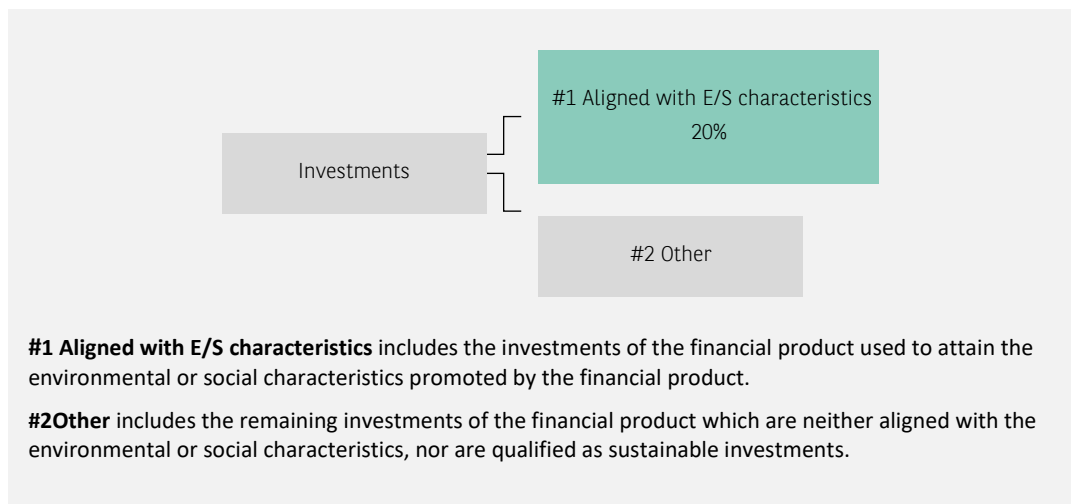 #1 Aligned with E/S characteristics
20%
Investments
#2 Other
#1 Aligned with E/S characteristics includes the investments of the financial product used to attain the
environmental or social characteristics promoted by the financial product.
#2Other includes the remaining investments of the financial product which are neither aligned with the
environmental or social characteristics, nor are qualified as sustainable investments.